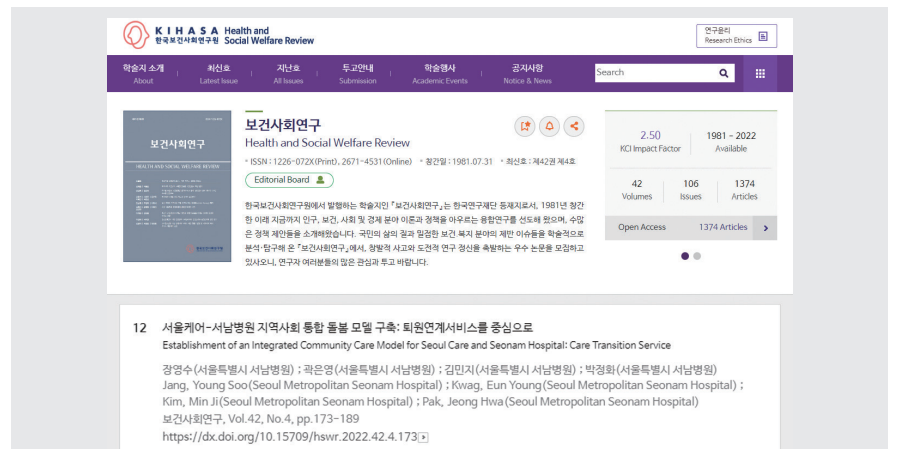 KIHASA Health and
한국보건사회연구원 Social Welfare Review
연구윤리
Research Ethics
학술지 소개 최신호 지난호 투고안내 학술행사 공지사항
About Latest Issue All Issues Submission Academic Events Notice & News
Search
보건사회연구
HEALTH AND SOCIAL WELFARE REVIEW
보건사회연구
Health and Social Welfare Review
ISSN : 1226-072X(Print), 2671-4531(Online) 창간일 : 1981.07.31 최신호 : 제42권 제4호
Editorial Board
한국보건사회연구원에서 발행하는 학술지인 『보건사회연구』는 한국연구재단 등재지로서, 1981년 창간
한 이래 지금까지 인구, 보건, 사회 및 경제 분야 이론과 정책을 아우르는 융합연구를 선도해 왔으며, 수많
은 정책 제안들을 소개해왔습니다. 국민의 삶의 질과 밀접한 보건 복지 분야의 제반 이슈들을 학술적으로
분석·탐구해 온 『보건사회연구』에서, 창발적 사고와 도전적 연구 정신을 촉발하는 우수 논문을 모집하고
있사오니, 연구자 여러분들의 많은 관심과 투고 바랍니다.
2.50 1981 - 2022
KCI Impact Factor Available
42 106 1374
Volumes Issues Articles
Open Access 1374 Articles
12 서울케어-서남병원 지역사회 통합 돌봄 모델 구축: 퇴원연계서비스를 중심으로
Establishment of an Integrated Community Care Model for Seoul Care and Seonam Hospital: Care Transition Service
장영수(서울특별시 서남병원) ; 곽은영(서울특별시 서남병원) ; 김민지(서울특별시 서남병원) ; 박정화(서울특별시 서남병원)
Jang, Young Soo(Seoul Metropolitan Seonam Hospital) ; Kwag, Eun Young(Seoul Metropolitan Seonam Hospital) ;
Kim, Min Ji(Seoul Metropolitan Seonam Hospital) ; Pak, Jeong Hwa(Seoul Metropolitan Seonam Hospital)
보건사회연구, Vol.42, No.4, pp.173-189
https://dx.doi.org/10.15709/hswr.2022.42.4.173